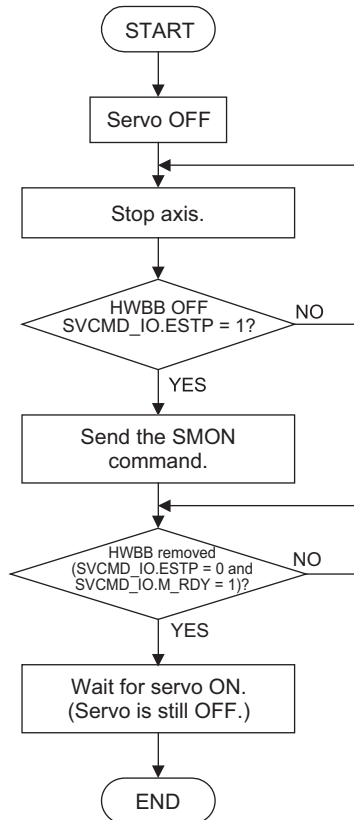 START
Servo OFF
Stop axis.
HWBB OFF
SVCMD_IO.ESTP = 1?
NO
YES
Send the SMON
command.
HWBB removed
(SVCMD_IO.ESTP = 0 and
SVCMD_IO.M_RDY = 1)?
NO
YES
Wait for servo ON.
(Servo is still OFF.)
END